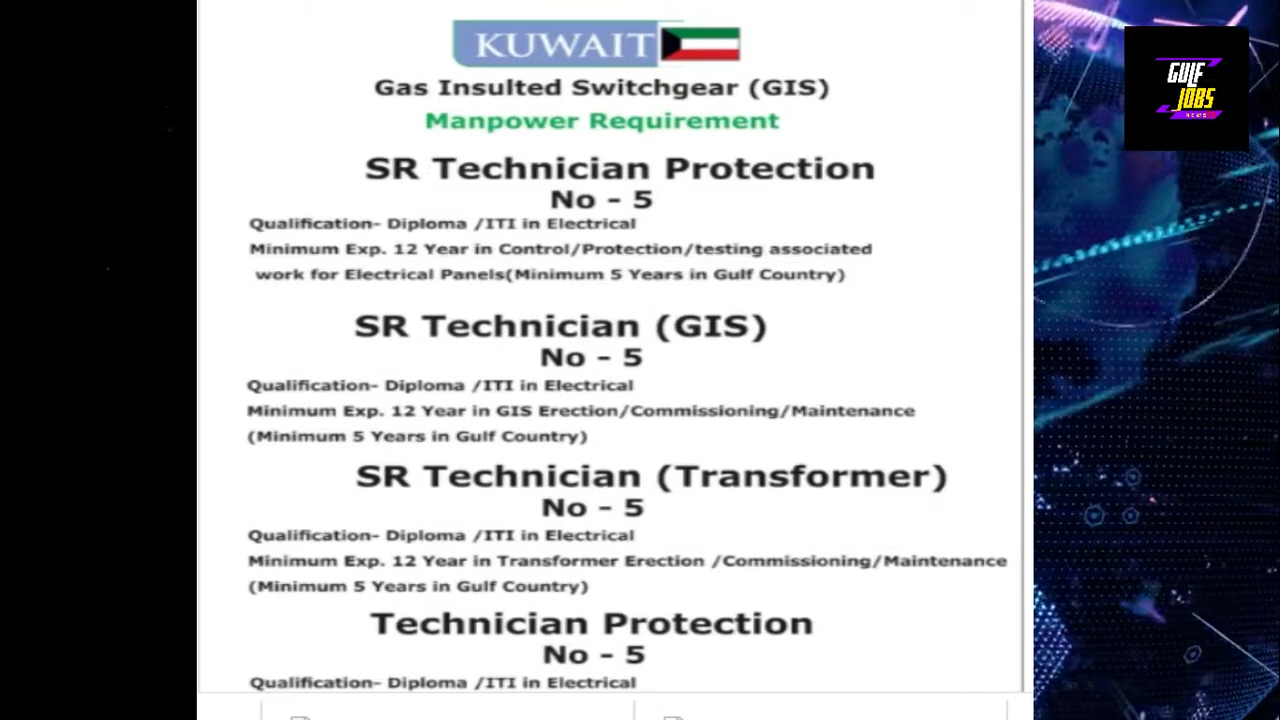 KUWAIT
GULF
JOBS
NEWS
Gas Insulted Switchgear (GIS)
Manpower Requirement
SR Technician Protection
No - 5
Qualification- Diploma /ITI in Electrical
Minimum Exp. 12 Year in Control/Protection/testing associated
work for Electrical Panels(Minimum 5 Years in Gulf Country)
SR Technician (GIS)
No - 5
Qualification- Diploma /ITI in Electrical
Minimum Exp. 12 Year in GIS Erection/Commissioning/Maintenance
(Minimum 5 Years in Gulf Country)
SR Technician (Transformer)
No - 5
Qualification- Diploma /ITI in Electrical
Minimum Exp. 12 Year in Transformer Erection /Commissioning/Maintenance
(Minimum 5 Years in Gulf Country)
Technician Protection
No - 5
Qualification- Diploma /ITI in Electrical